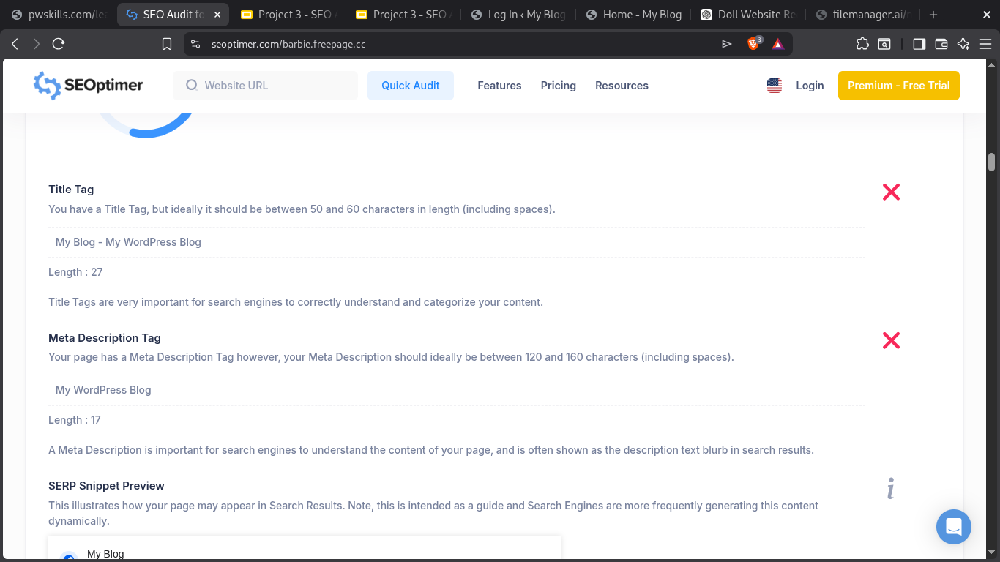 pwskills.com/lea
SEO Audit fo
Project 3 - SEO A
Project 3 - SEO A
Log In ‹ My Blog
Home - My Blog
Doll Website Re
filemanager.ai/n
seoptimer.com/barbie.freepage.cc
3
SEOptimer
Website URL
Quick Audit
Features
Pricing
Resources
Login
Premium - Free Trial
Title Tag
You have a Title Tag, but ideally it should be between 50 and 60 characters in length (including spaces).
My Blog - My WordPress Blog
Length : 27
Title Tags are very important for search engines to correctly understand and categorize your content.
Meta Description Tag
Your page has a Meta Description Tag however, your Meta Description should ideally be between 120 and 160 characters (including spaces).
My WordPress Blog
Length : 17
A Meta Description is important for search engines to understand the content of your page, and is often shown as the description text blurb in search results.
SERP Snippet Preview
i
This illustrates how your page may appear in Search Results. Note, this is intended as a guide and Search Engines are more frequently generating this content
dynamically.
My Blog